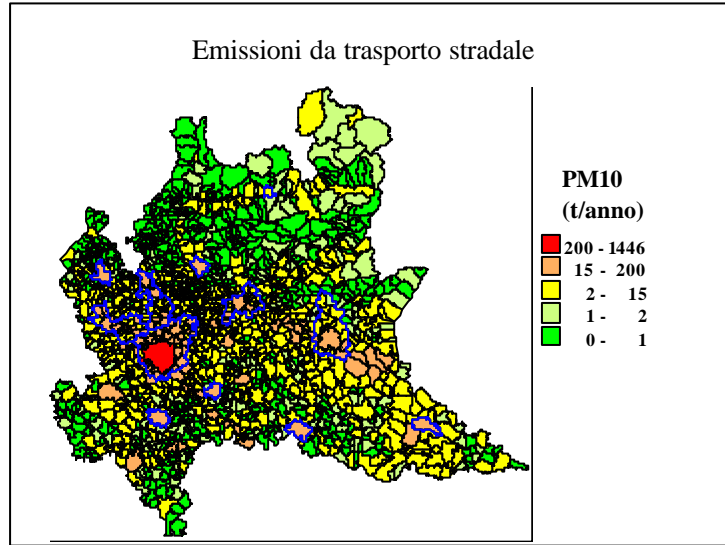 Emissioni da trasporto stradale
PM10
(t/anno)
200 - 1446
15 - 200
2 - 15
1 - 2
0 - 1